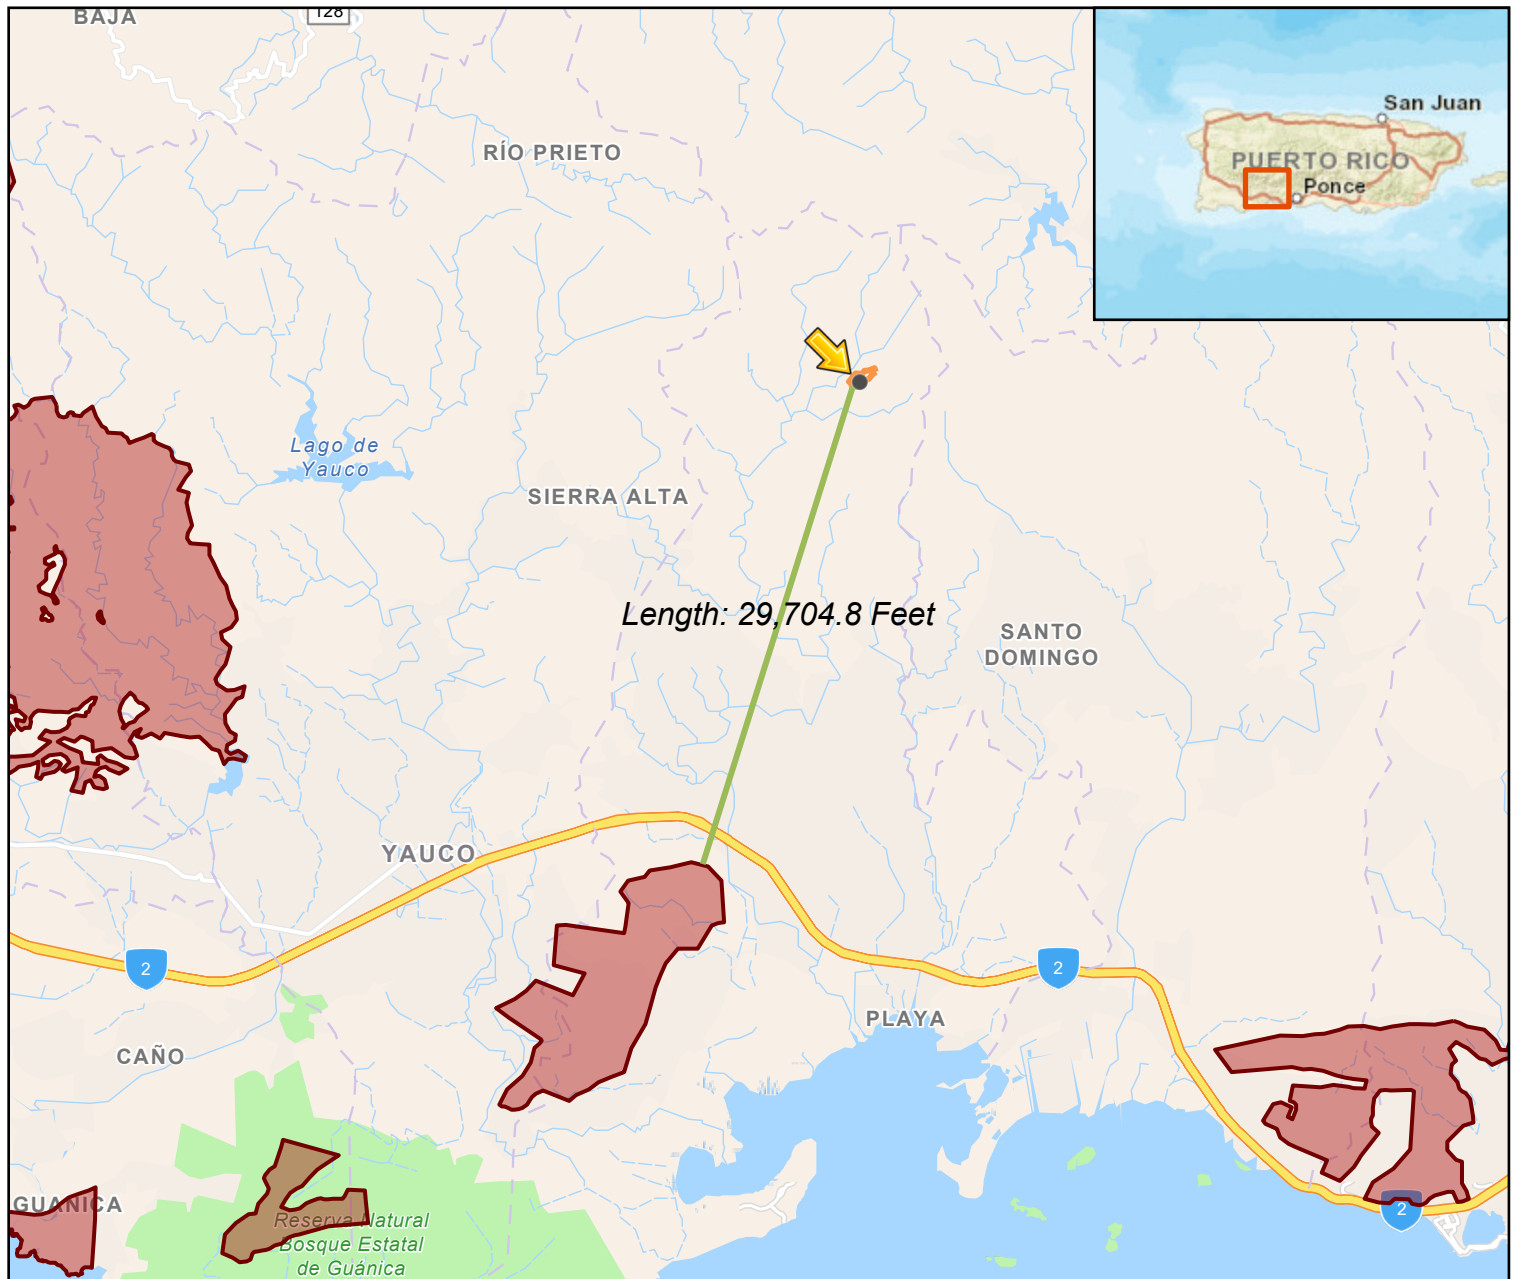 BAJA
128
San Juan
PUERTO RICO
Ponce
RÍO PRIETO
Lago de
Yauco
SIERRA ALTA
Length: 29,704.8 Feet
SANTO
DOMINGO
YAUCO
2
2
PLAYA
CAÑO
GUANICA
Reserva Natural
Bosque Estatal
de Guánica
2